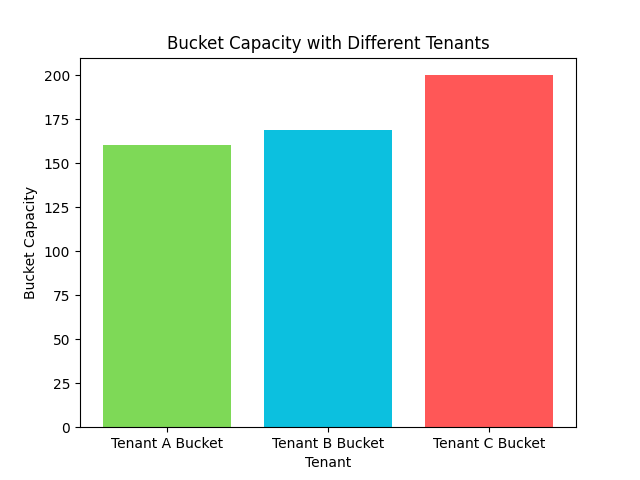 Bucket Capacity with Different Tenants
Bucket Capacity
200
175
150
125
100
75
50
25
0
Tenant A Bucket
Tenant B Bucket
Tenant C Bucket
Tenant